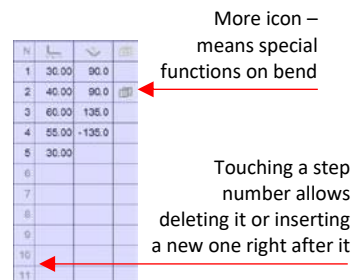 More icon –
means special
functions on bend
N
1 30.00 90.0
2 40.00 90.0
3 60.00 135.0
4 55.00 -135.0
5 30.00
6
7
8
9
10
11
Touching a step
number allows
deleting it or inserting
a new one right after it